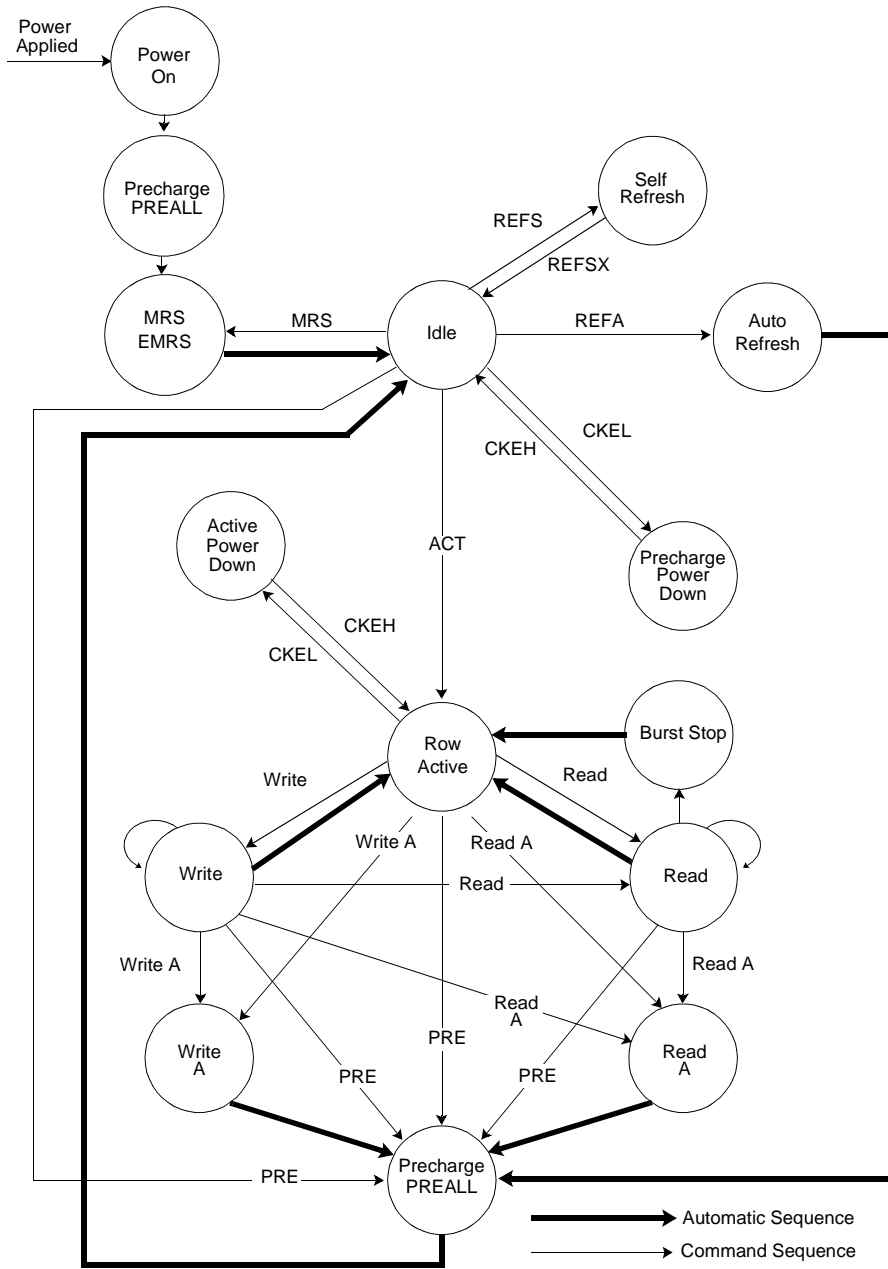 Power
Applied
Power
On
Precharge
PREALL
Self
Refresh
REFS
REFSX
MRS
EMRS
MRS
Idle
REFA
Auto
Refresh
CKEL
CKEH
Active
Power
Down
ACT
Precharge
Power
Down
CKEH
CKEL
Row
Active
Burst Stop
Write
Read
Write A
Read A
Write
Read
Read
Write A
Read A
Read
A
Write
A
PRE
PRE
PRE
Read
A
Precharge
PREALL
PRE
Automatic Sequence
Command Sequence